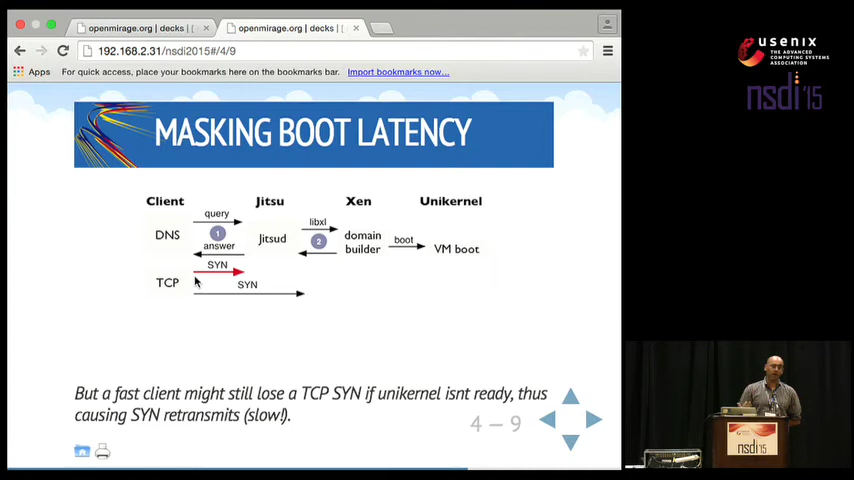 openmirage.org | decks |
openmirage.org | decks |
192.168.2.31/nsdi2015#/4/9
Apps
For quick access, place your bookmarks here on the bookmarks bar.
Import bookmarks now…
MASKING BOOT LATENCY
Client
Jitsu
Xen
Unikernel
query
libxl
DNS
1
Jitsud
2
domain
builder
boot
VM boot
answer
SYN
TCP
SYN
But a fast client might still lose a TCP SYN if unikernel isnt ready, thus
causing SYN retransmits (slow!).
4 – 9
usenix
THE ADVANCED
COMPUTING SYSTEMS
ASSOCIATION
nsdi '15
nsdi'15